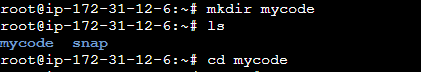 root@ip-172-31-12-6:~# mkdir mycode
root@ip-172-31-12-6:~# ls
mycode  snap
root@ip-172-31-12-6:~# cd mycode